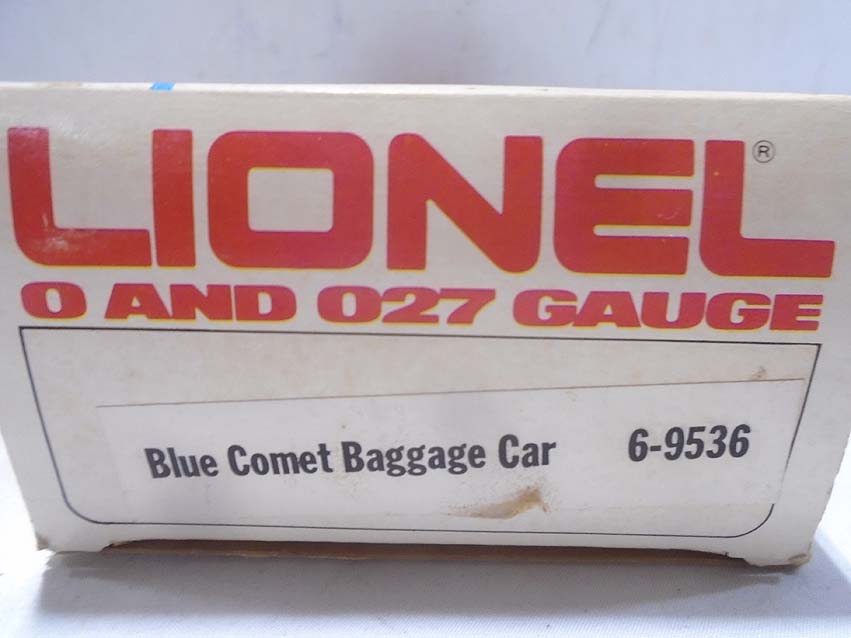 LIONEL®
O AND O27 GAUGE
Blue Comet Baggage Car 6-9536